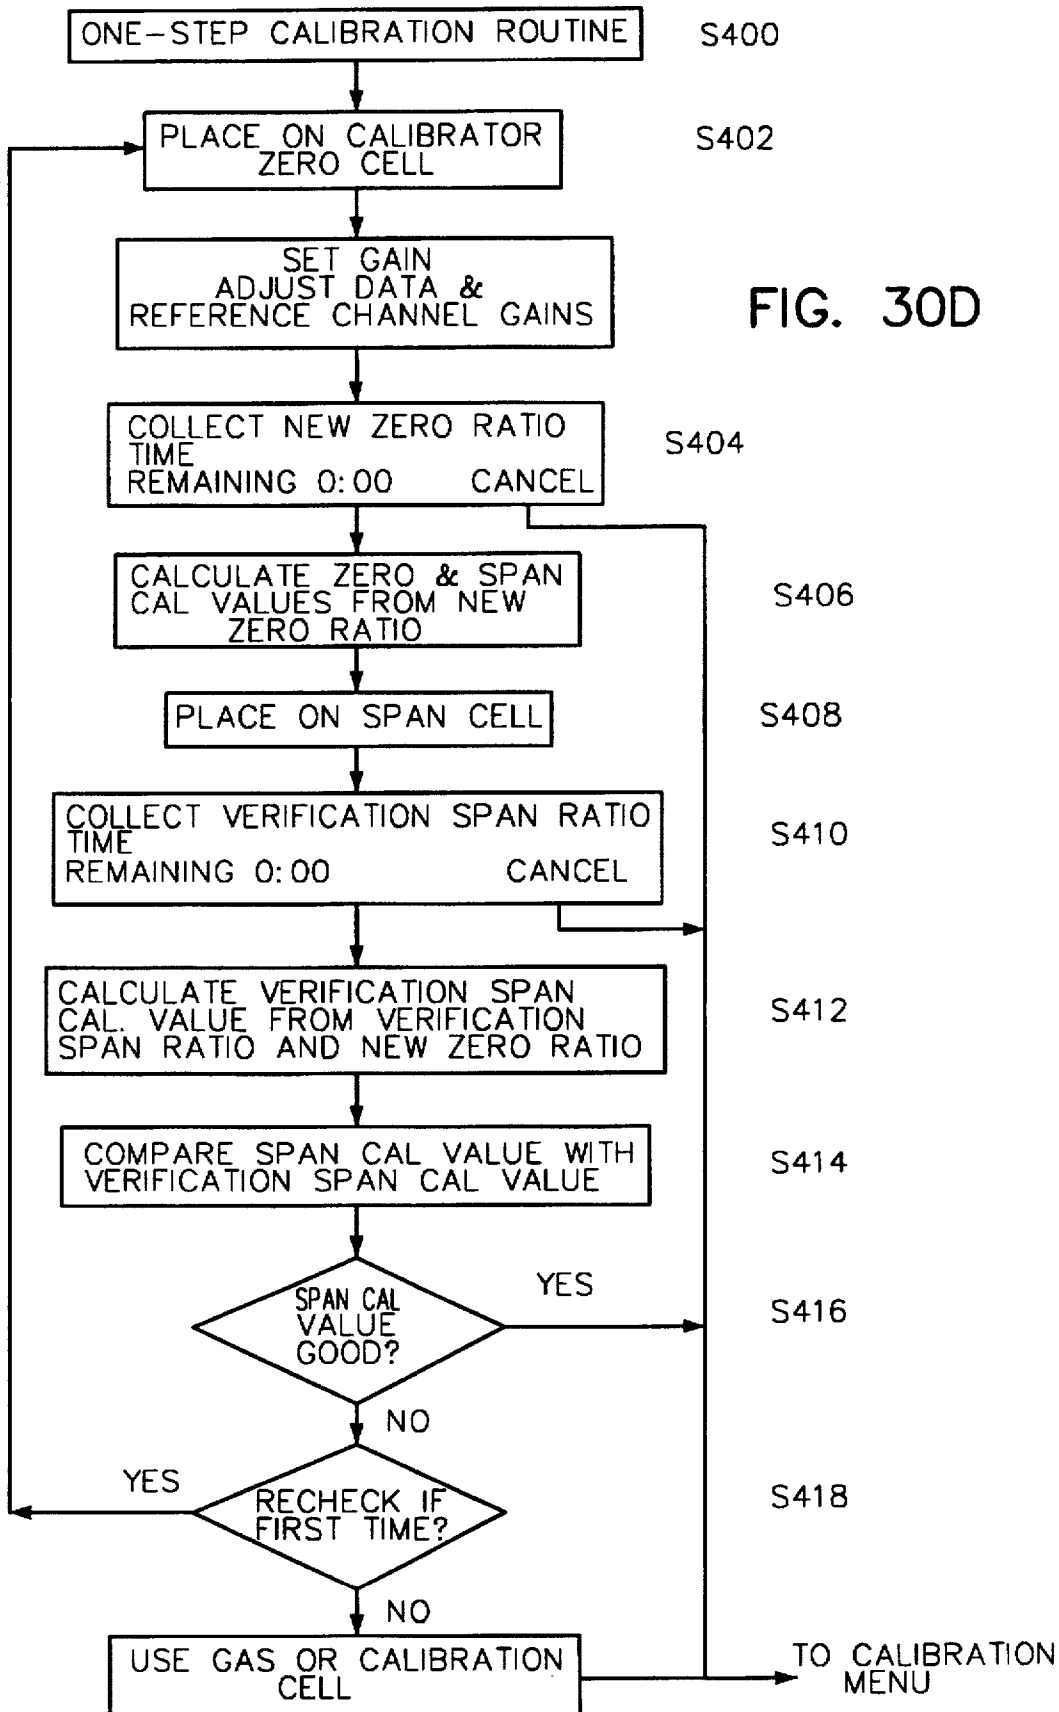 ONE-STEP CALIBRATION ROUTINE
S400
PLACE ON CALIBRATOR
ZERO CELL
S402
SET GAIN
ADJUST DATA &
REFERENCE CHANNEL GAINS
FIG. 30D
COLLECT NEW ZERO RATIO
TIME
REMAINING 0:00 CANCEL
S404
CALCULATE ZERO & SPAN
CAL VALUES FROM NEW
ZERO RATIO
S406
PLACE ON SPAN CELL
S408
COLLECT VERIFICATION SPAN RATIO
TIME
REMAINING 0:00 CANCEL
S410
CALCULATE VERIFICATION SPAN
CAL. VALUE FROM VERIFICATION
SPAN RATIO AND NEW ZERO RATIO
S412
COMPARE SPAN CAL VALUE WITH
VERIFICATION SPAN CAL VALUE
S414
SPAN CAL
VALUE
GOOD?
YES
S416
NO
YES
RECHECK IF
FIRST TIME?
S418
NO
USE GAS OR CALIBRATION
CELL
TO CALIBRATION
MENU